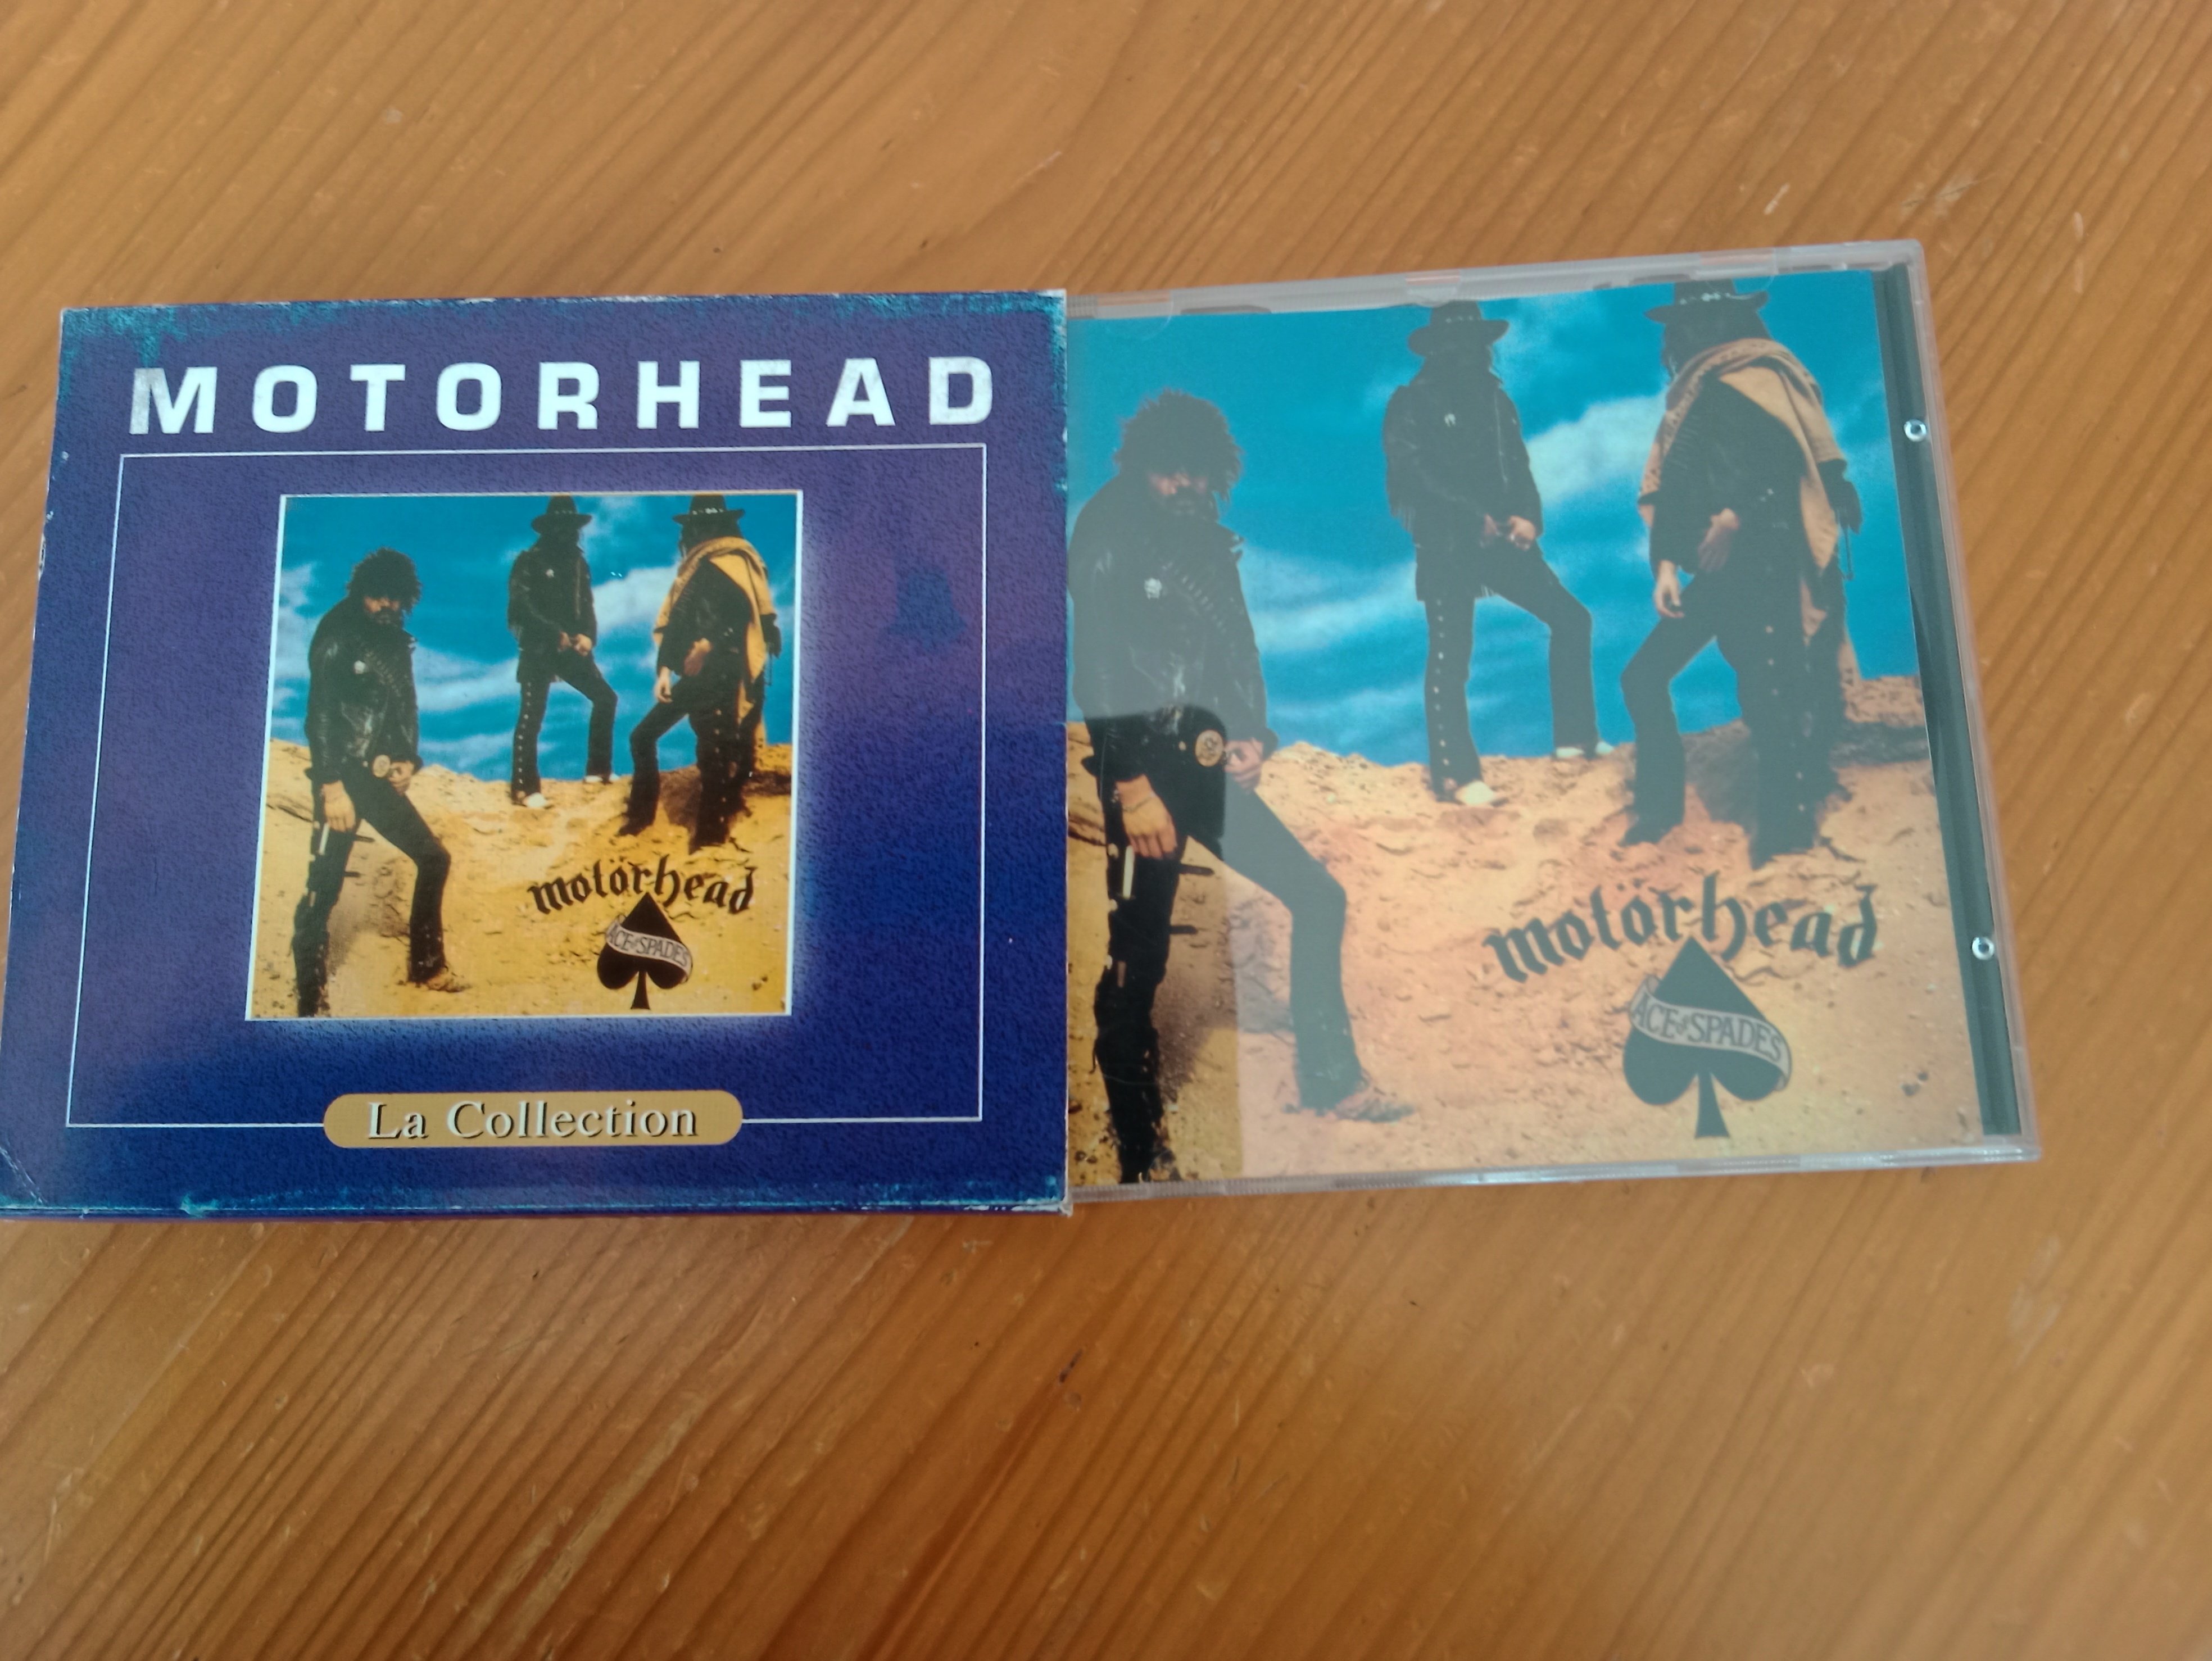 MOTORHEAD
motörhead
ACE of SPADES
La Collection
motörhead
ACE of SPADES